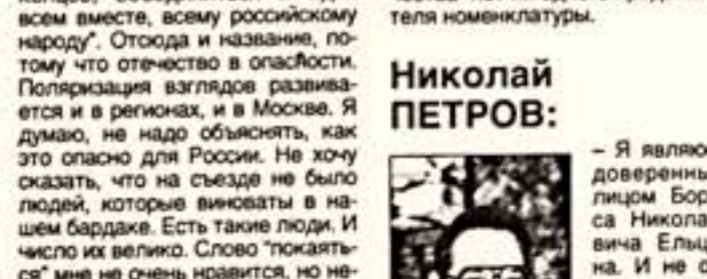 всем вместе, всему российскому
народу". Отсюда и название, по-
тому что отечество в опасности.
Поляризация взглядов развива-
ется и в регионах, и в Москве. Я
думаю, не надо объяснять, как
это опасно для России. Не хочу
сказать, что на съезде не было
людей, которые виноваты в на-
шем бардаке. Есть такие люди. И
число их велико. Слово "покаять-
ся" мне не очень нравится, но не-
теля номенклатуры.
Николай
ПЕТРОВ:
– Я являюс
доверенны
лицом Бор
са Никола
вича Ельц
на. И не с